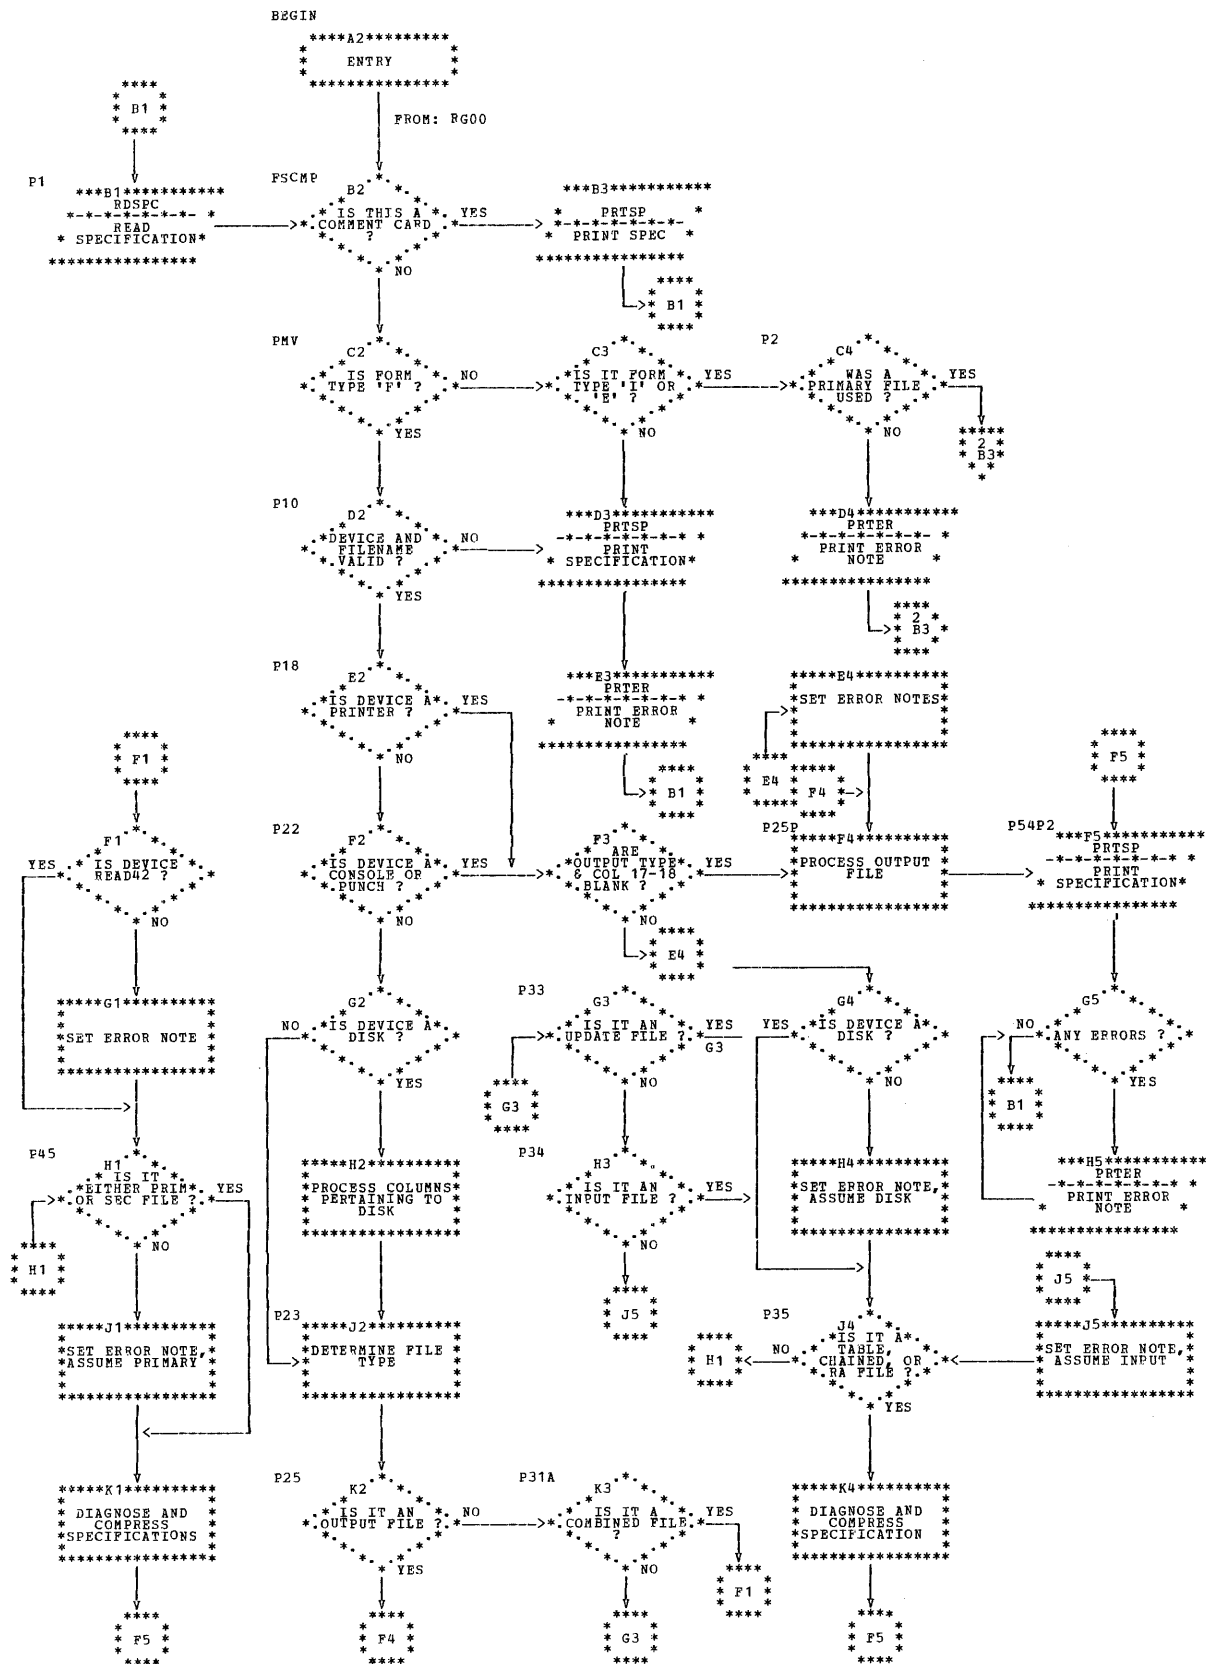 BEGIN
A2
ENTRY
B1
FROM: RG00
P1
B1
RDSPC
READ
SPECIFICATION
FSCMP
B2
IS THIS A
COMMENT CARD
?
YES
NO
B3
PRTSP
PRINT SPEC
B1
PMV
C2
IS FORM
TYPE 'F' ?
NO
YES
C3
IS IT FORM
TYPE 'I' OR
'E' ?
YES
NO
P2
C4
WAS A
PRIMARY FILE
USED ?
YES
NO
2
B3
P10
D2
DEVICE AND
FILENAME
VALID ?
NO
YES
D3
PRTSP
PRINT
SPECIFICATION
D4
PRTER
PRINT ERROR
NOTE
2
B3
P18
E2
IS DEVICE A
PRINTER ?
YES
NO
E3
PRTER
PRINT ERROR
NOTE
B1
E4
SET ERROR NOTES
E4
F4
F1
F5
F1
IS DEVICE
READ42 ?
YES
NO
P22
F2
IS DEVICE A
CONSOLE OR
PUNCH ?
YES
NO
F3
ARE
OUTPUT TYPE
& COL 17-18
BLANK ?
YES
NO
E4
P25P
F4
PROCESS OUTPUT
FILE
P54P2
F5
PRTSP
PRINT
SPECIFICATION
G1
SET ERROR NOTE
G2
IS DEVICE A
DISK ?
NO
YES
P33
G3
IS IT AN
UPDATE FILE ?
YES
G3
NO
G3
G4
IS DEVICE A
DISK ?
YES
NO
G5
ANY ERRORS ?
NO
YES
B1
P45
H1
IS IT
EITHER PRIM
OR SEC FILE ?
YES
NO
H1
H2
PROCESS COLUMNS
PERTAINING TO
DISK
P34
H3
IS IT AN
INPUT FILE ?
YES
NO
J5
H4
SET ERROR NOTE,
ASSUME DISK
H5
PRTER
PRINT ERROR
NOTE
J5
J1
SET ERROR NOTE,
ASSUME PRIMARY
P23
J2
DETERMINE FILE
TYPE
H1
P35
J4
IS IT A
TABLE,
CHAINED, OR
RA FILE ?
NO
YES
J5
SET ERROR NOTE,
ASSUME INPUT
K1
DIAGNOSE AND
COMPRESS
SPECIFICATIONS
F5
P25
K2
IS IT AN
OUTPUT FILE ?
NO
YES
F4
P31A
K3
IS IT A
COMBINED FILE
?
YES
NO
F1
G3
K4
DIAGNOSE AND
COMPRESS
SPECIFICATION
F5